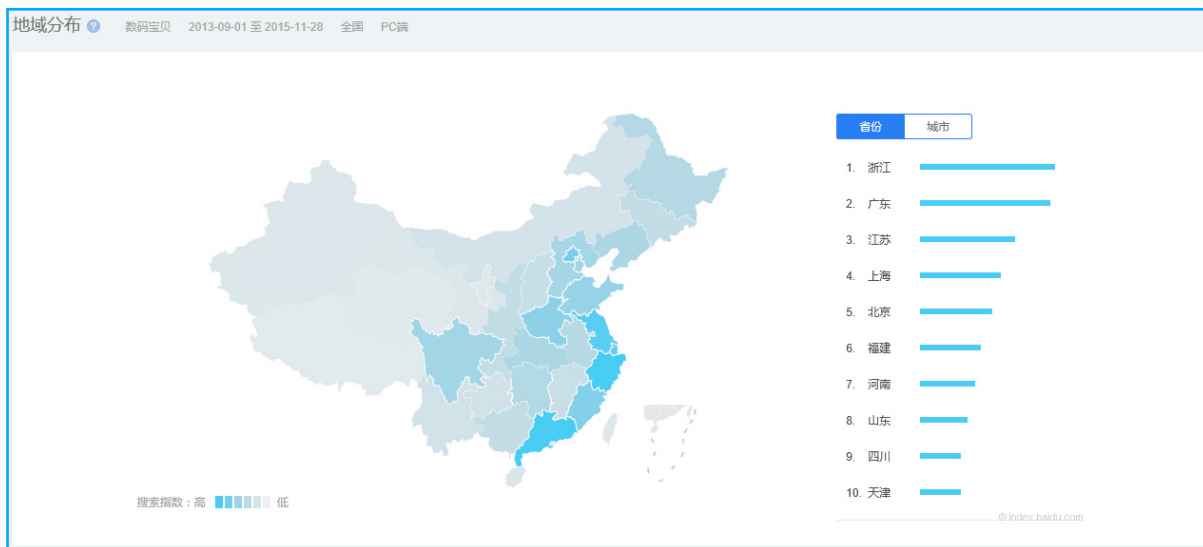 地域分布 ? 数码宝贝 2013-09-01 至 2015-11-28 全国 PC端
省份 城市
1. 浙江
2. 广东
3. 江苏
4. 上海
5. 北京
6. 福建
7. 河南
8. 山东
9. 四川
10. 天津
搜索指数：高 低
©index.baidu.com